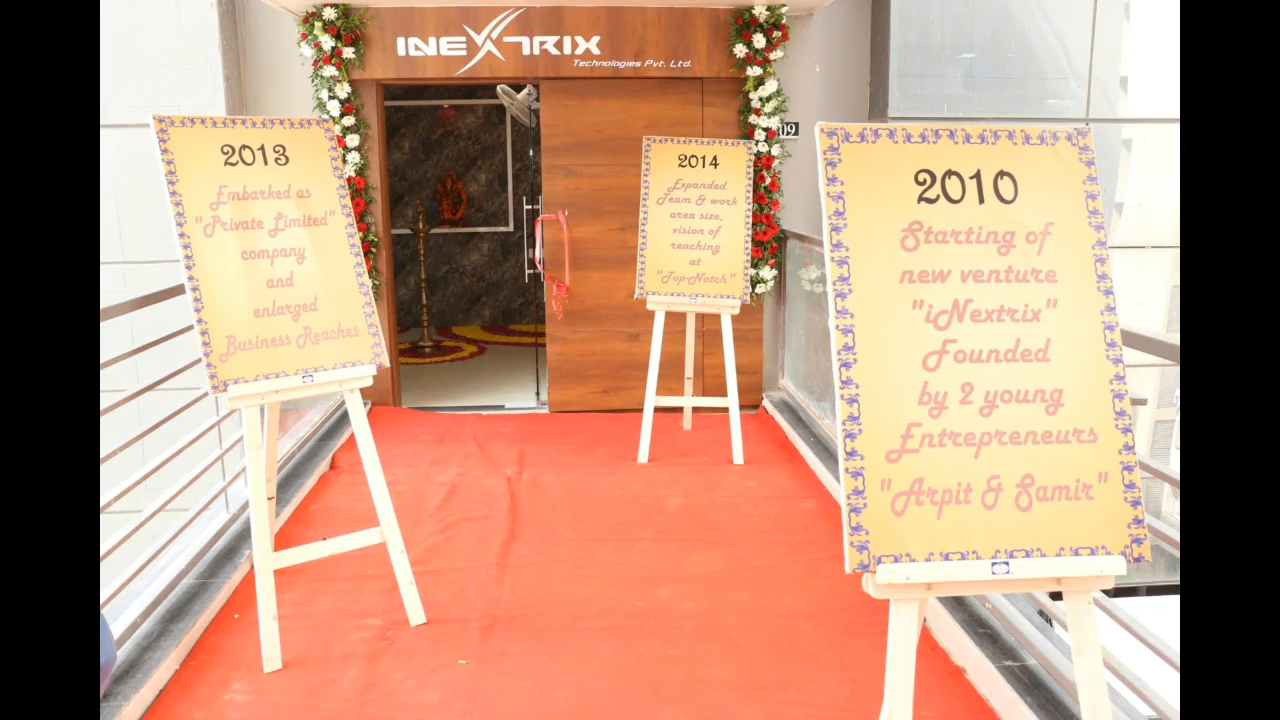 INEXTRIX
Technologies Pvt. Ltd.
09
2013
Embarked as
"Private Limited"
company
and
enlarged
Business Reaches
2014
Expanded
Team & work
area size,
vision of
reaching
at
"Top-Notch"
2010
Starting of
new venture
"iNextrix"
Founded
by 2 young
Entrepreneurs
"Arpit & Samir"